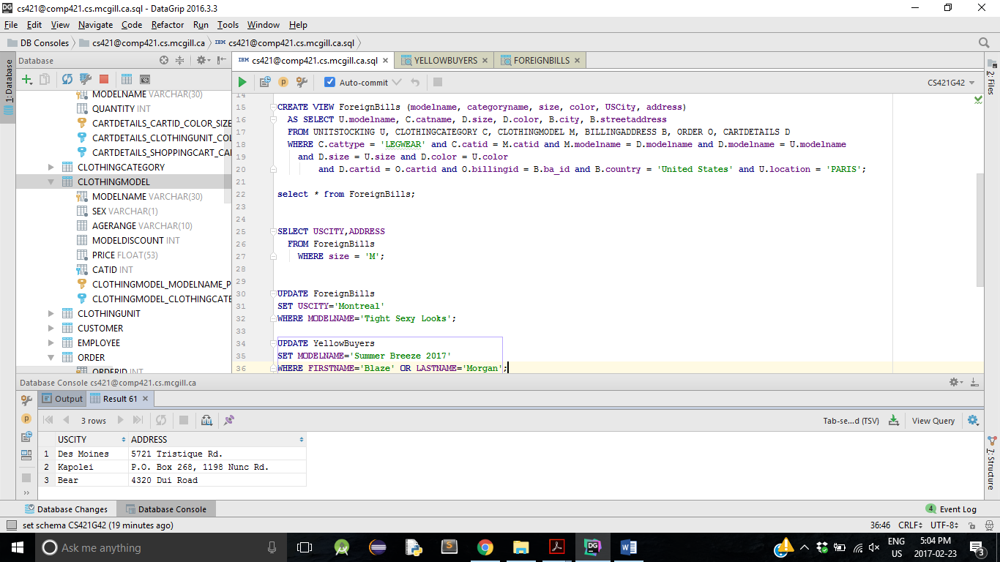 cs421@comp421.cs.mcgill.ca.sql - DataGrip 2016.3.3
File Edit View Navigate Code Refactor Run Tools Window Help
DB Consoles cs421@comp421.cs.mcgill.ca cs421@comp421.cs.mcgill.ca.sql
1: Database
Database
MODELNAME VARCHAR(30)
QUANTITY INT
CARTDETAILS_CARTID_COLOR_SIZE
CARTDETAILS_CLOTHINGUNIT_COL
CARTDETAILS_SHOPPINGCART_CA
CLOTHINGCATEGORY
CLOTHINGMODEL
MODELNAME VARCHAR(30)
SEX VARCHAR(1)
AGERANGE VARCHAR(10)
MODELDISCOUNT INT
PRICE FLOAT(53)
CATID INT
CLOTHINGMODEL_MODELNAME_P
CLOTHINGMODEL_CLOTHINGCATE
CLOTHINGUNIT
CUSTOMER
EMPLOYEE
ORDER
ORDERID INT
cs421@comp421.cs.mcgill.ca.sql YELLOWBUYERS FOREIGNBILLS
Auto-commit CS421G42
2: Files
14
15 CREATE VIEW ForeignBills (modelname, categoryname, size, color, USCity, address)
16 AS SELECT U.modelname, C.catname, D.size, D.color, B.city, B.streetaddress
17 FROM UNITSTOCKING U, CLOTHINGCATEGORY C, CLOTHINGMODEL M, BILLINGADDRESS B, ORDER O, CARTDETAILS D
18 WHERE C.cattype = 'LEGWEAR' and C.catid = M.catid and M.modelname = D.modelname and D.modelname = U.modelname
19 and D.size = U.size and D.color = U.color
20 and D.cartid = O.cartid and O.billingid = B.ba_id and B.country = 'United States' and U.location = 'PARIS';
21
22 select * from ForeignBills;
23
24
25 SELECT USCITY,ADDRESS
26 FROM ForeignBills
27 WHERE size = 'M';
28
29
30 UPDATE ForeignBills
31 SET USCITY='Montreal'
32 WHERE MODELNAME='Tight Sexy Looks';
33
34 UPDATE YellowBuyers
35 SET MODELNAME='Summer Breeze 2017'
36 WHERE FIRSTNAME='Blaze' OR LASTNAME='Morgan';
Database Console cs421@comp421.cs.mcgill.ca
Output Result 61
3 rows Tab-se...d (TSV) View Query
USCITY ADDRESS
1 Des Moines 5721 Tristique Rd.
2 Kapolei P.O. Box 268, 1198 Nunc Rd.
3 Bear 4320 Dui Road
7: Structure
Database Changes Database Console 4 Event Log
set schema CS421G42 (19 minutes ago) 36:46 CRLF UTF-8
Ask me anything
ENG US
5:04 PM
2017-02-23
3